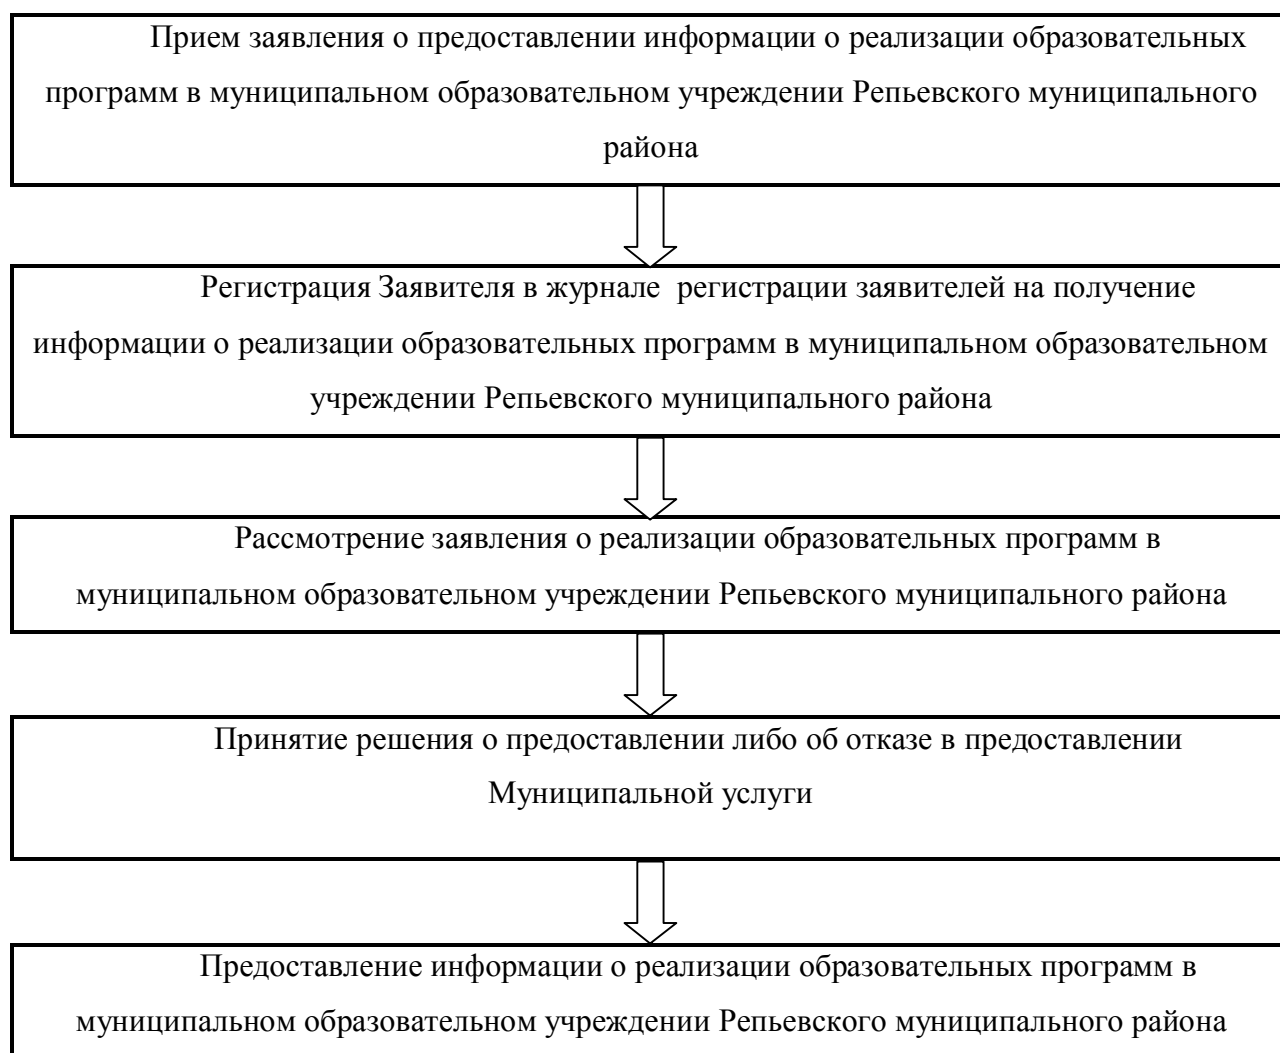 Прием заявления о предоставлении информации о реализации образовательных
программ в муниципальном образовательном учреждении Репьевского муниципального
района
Регистрация Заявителя в журнале  регистрации заявителей на получение
информации о реализации образовательных программ в муниципальном образовательном
учреждении Репьевского муниципального района
Рассмотрение заявления о реализации образовательных программ в
муниципальном образовательном учреждении Репьевского муниципального района
Принятие решения о предоставлении либо об отказе в предоставлении
Муниципальной услуги
Предоставление информации о реализации образовательных программ в
муниципальном образовательном учреждении Репьевского муниципального района